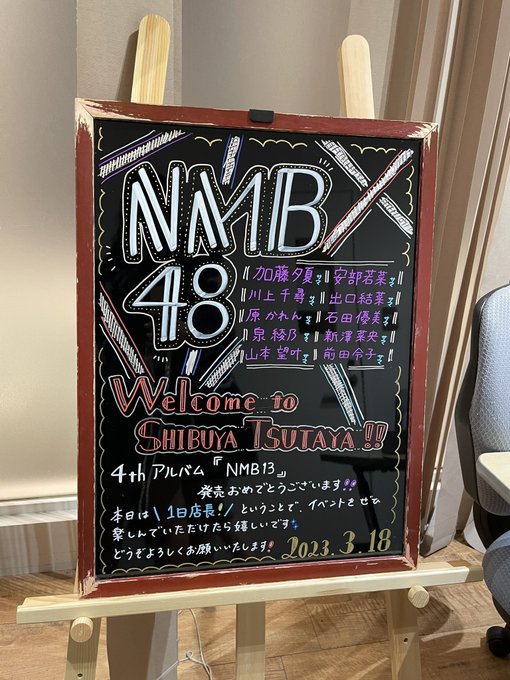 NMB
48
加藤夕夏さま 安部若菜さま
川上千尋さま 出口結菜さま
原かれんさま 石田優美さま
泉綾乃さま 新澤菜央さま
山本望叶さま 前田令子さま
Welcome to
SHIBUYA TSUTAYA!!
4th アルバム『NMB13』
発売おめでとうございます!!
本日は \1日店長!/ ということで、イベントをぜひ
楽しんでいただけたら嬉しいです
どうぞよろしくお願いいたします!
2023.3.18